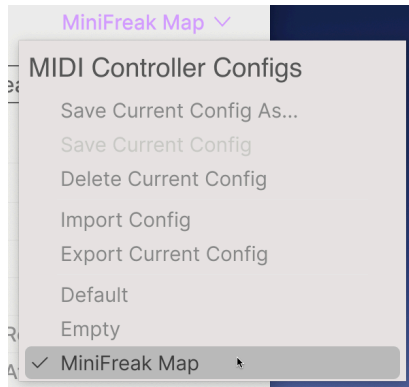 MiniFreak Map
MIDI Controller Configs
Save Current Config As...
Save Current Config
Delete Current Config
Import Config
Export Current Config
Default
Empty
MiniFreak Map